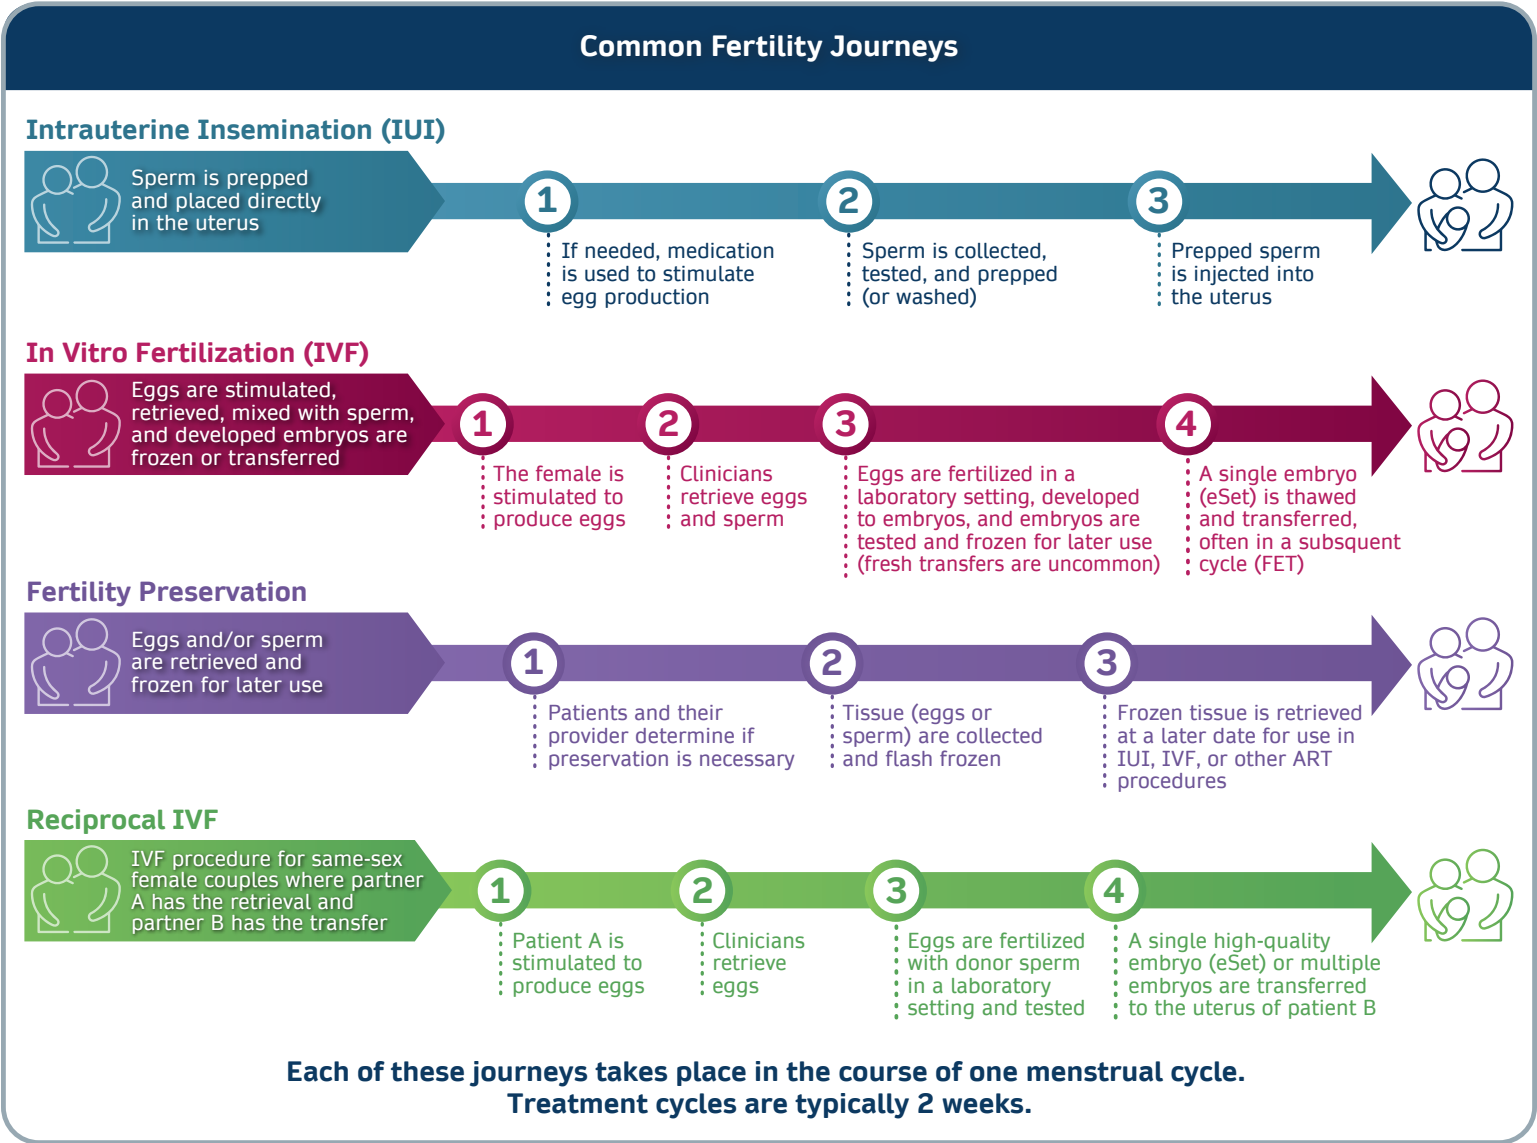 Common Fertility Journeys
Intrauterine Insemination (IUI)
Sperm is prepped
and placed directly
in the uterus
1
If needed, medication
is used to stimulate
egg production
2
Sperm is collected,
tested, and prepped
(or washed)
3
Prepped sperm
is injected into
the uterus
In Vitro Fertilization (IVF)
Eggs are stimulated,
retrieved, mixed with sperm,
and developed embryos are
frozen or transferred
1
The female is
stimulated to
produce eggs
2
Clinicians
retrieve eggs
and sperm
3
Eggs are fertilized in a
laboratory setting, developed
to embryos, and embryos are
tested and frozen for later use
(fresh transfers are uncommon)
4
A single embryo
(eSet) is thawed
and transferred,
often in a subsquent
cycle (FET)
Fertility Preservation
Eggs and/or sperm
are retrieved and
frozen for later use
1
Patients and their
provider determine if
preservation is necessary
2
Tissue (eggs or
sperm) are collected
and flash frozen
3
Frozen tissue is retrieved
at a later date for use in
IUI, IVF, or other ART
procedures
Reciprocal IVF
IVF procedure for same-sex
female couples where partner
A has the retrieval and
partner B has the transfer
1
Patient A is
stimulated to
produce eggs
2
Clinicians
retrieve
eggs
3
Eggs are fertilized
with donor sperm
in a laboratory
setting and tested
4
A single high-quality
embryo (eSet) or multiple
embryos are transferred
to the uterus of patient B
Each of these journeys takes place in the course of one menstrual cycle.
Treatment cycles are typically 2 weeks.